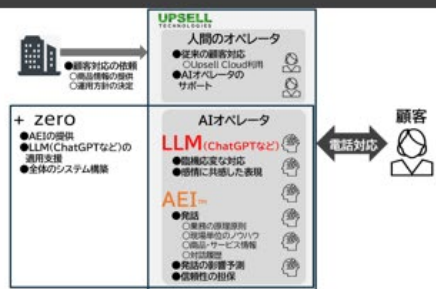 UPSELL
TECHNOLOGIES
人間のオペレータ
●従来の顧客対応
〇Upsell Cloud利用
●AIオペレータの
サポート
●顧客対応の依頼
〇商品情報の提供
〇運用方針の決定
+ zero
●AEIの提供
●LLM(ChatGPTなど)の
適用支援
●全体のシステム構築
AIオペレータ
LLM(ChatGPTなど)
●臨機応変な対応
●感情に共感した表現
AEI™
●発話
〇業務の原理原則
〇現場単位のノウハウ
〇商品・サービス情報
〇対話履歴
●発話の影響予測
●信頼性の担保
電話対応
顧客